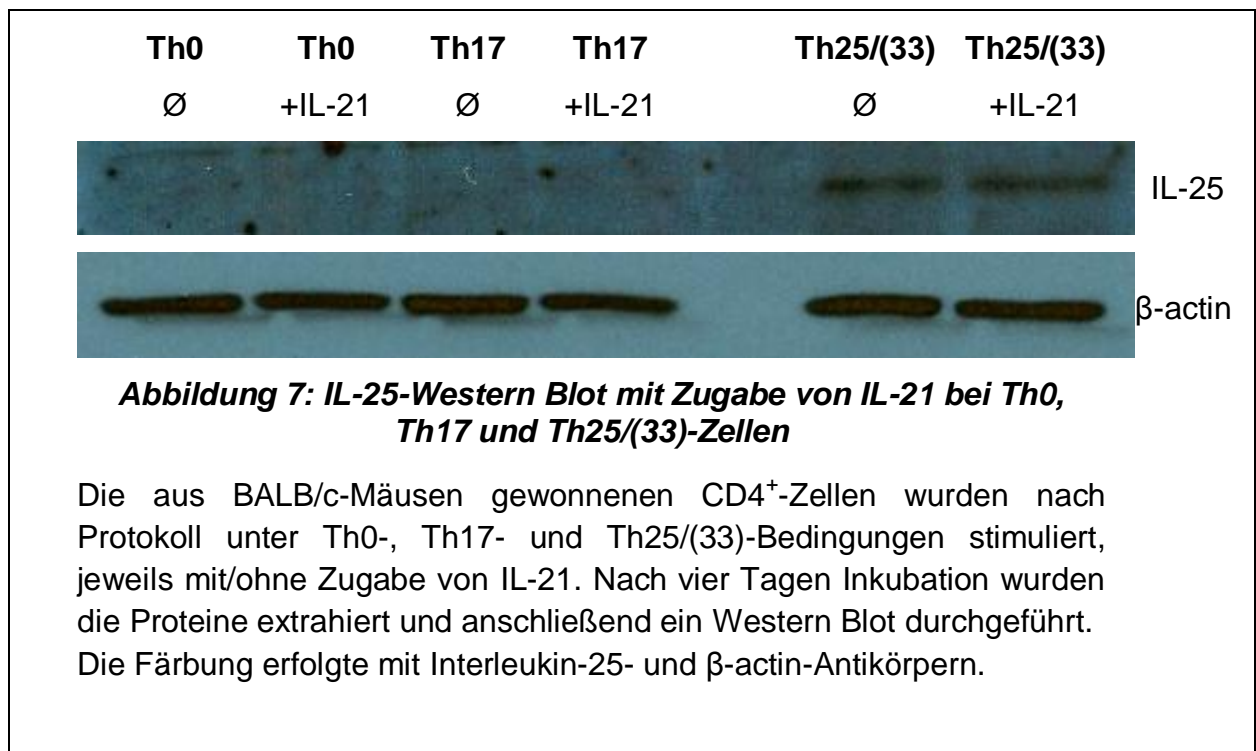 Th0 Th0 Th17 Th17 Th25/(33) Th25/(33)
Ø +IL-21 Ø +IL-21 Ø +IL-21
IL-25
β-actin
Abbildung 7: IL-25-Western Blot mit Zugabe von IL-21 bei Th0,
Th17 und Th25/(33)-Zellen
Die aus BALB/c-Mäusen gewonnenen CD4⁺-Zellen wurden nach
Protokoll unter Th0-, Th17- und Th25/(33)-Bedingungen stimuliert,
jeweils mit/ohne Zugabe von IL-21. Nach vier Tagen Inkubation wurden
die Proteine extrahiert und anschließend ein Western Blot durchgeführt.
Die Färbung erfolgte mit Interleukin-25- und β-actin-Antikörpern.